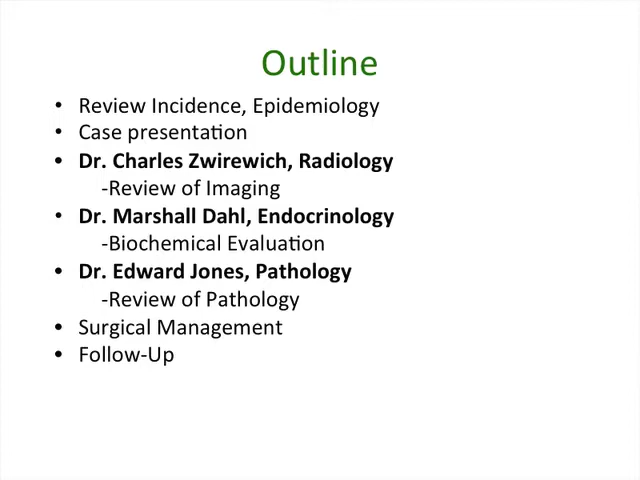 Outline
• Review Incidence, Epidemiology
• Case presentation
• Dr. Charles Zwirewich, Radiology
-Review of Imaging
• Dr. Marshall Dahl, Endocrinology
-Biochemical Evaluation
• Dr. Edward Jones, Pathology
-Review of Pathology
• Surgical Management
• Follow-Up